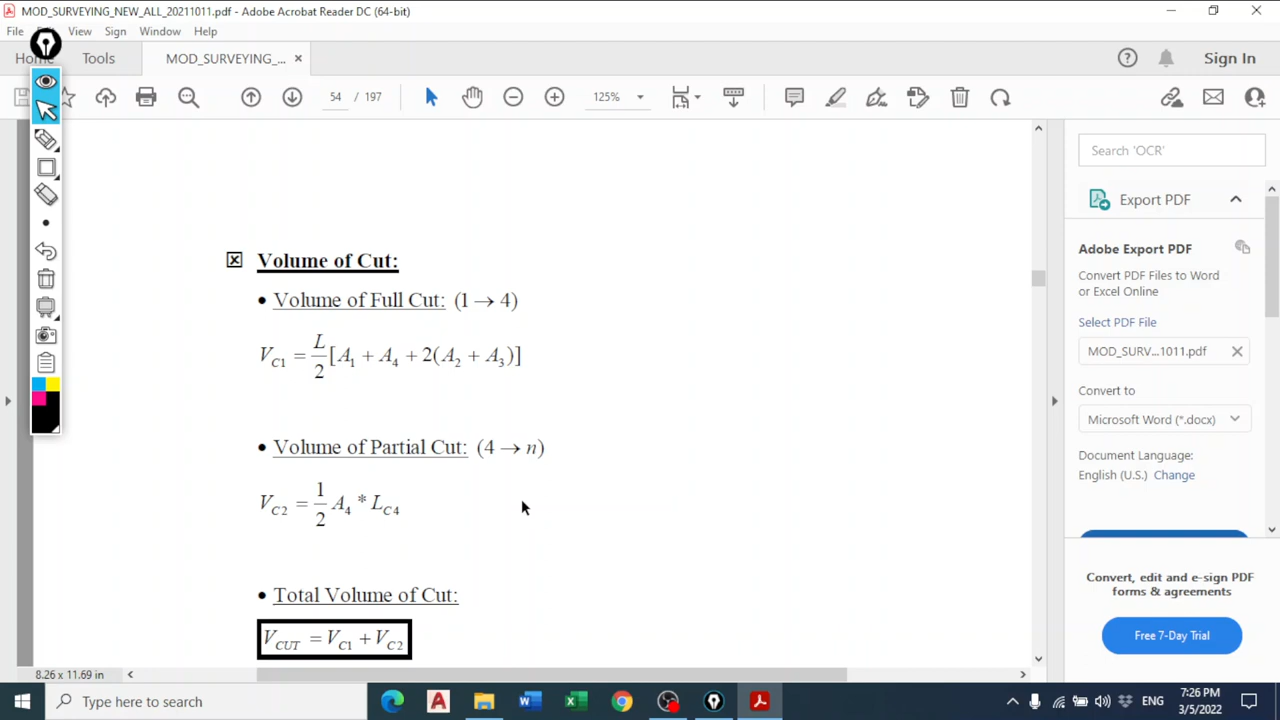 MOD_SURVEYING_NEW_ALL_20211011.pdf - Adobe Acrobat Reader DC (64-bit)
File View Sign Window Help
Home Tools MOD_SURVEYING_... × Sign In
54 / 197 125%
Search 'OCR'
Export PDF
Adobe Export PDF
Convert PDF Files to Word
or Excel Online
Select PDF File
MOD_SURV...1011.pdf
Convert to
Microsoft Word (*.docx)
Document Language:
English (U.S.) Change
Convert, edit and e-sign PDF
forms & agreements
Free 7-Day Trial
Volume of Cut:
• Volume of Full Cut: (1 → 4)
V_C1 = L/2 [A_1 + A_4 + 2(A_2 + A_3)]
• Volume of Partial Cut: (4 → n)
V_C2 = 1/2 A_4 * L_C4
• Total Volume of Cut:
V_CUT = V_C1 + V_C2
8.26 x 11.69 in
Type here to search
ENG
7:26 PM
3/5/2022